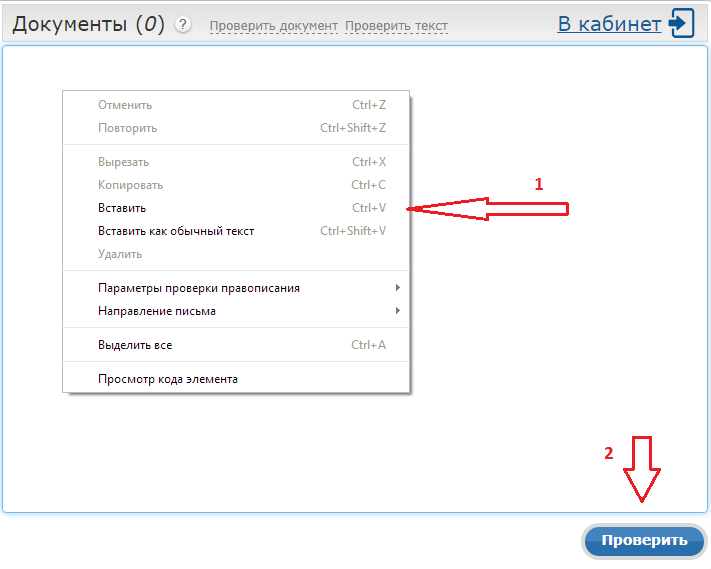 Документы (0) ? Проверить документ Проверить текст В кабинет
Отменить Ctrl+Z
Повторить Ctrl+Shift+Z
Вырезать Ctrl+X
Копировать Ctrl+C
Вставить Ctrl+V
1
Вставить как обычный текст Ctrl+Shift+V
Удалить
Параметры проверки правописания
Направление письма
Выделить все Ctrl+A
Просмотр кода элемента
2
Проверить